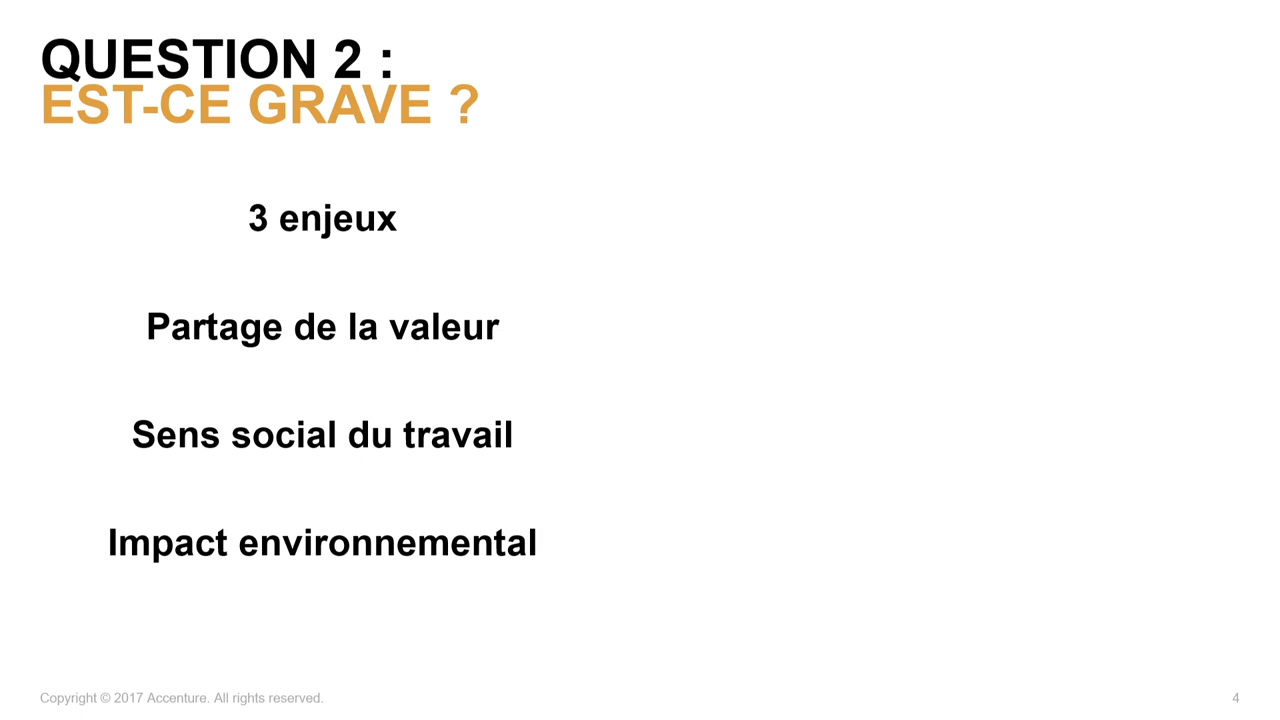 QUESTION 2 :
EST-CE GRAVE ?
3 enjeux
Partage de la valeur
Sens social du travail
Impact environnemental
Copyright © 2017 Accenture. All rights reserved.
4